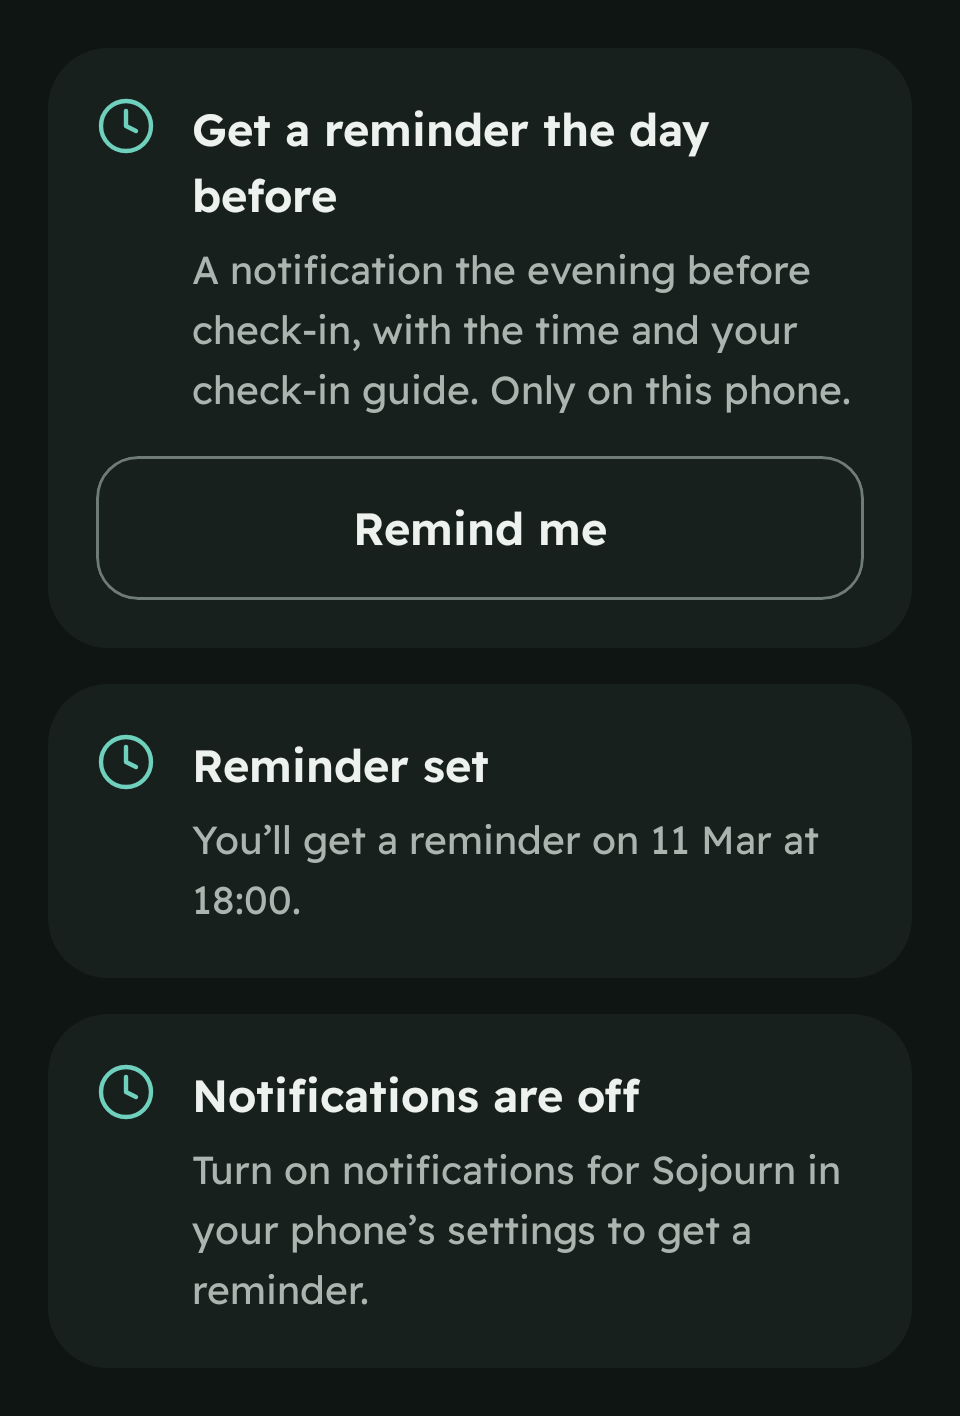 Get a reminder the day
before
A notification the evening before
check-in, with the time and your
check-in guide. Only on this phone.
Remind me
Reminder set
You’ll get a reminder on 11 Mar at
18:00.
Notifications are off
Turn on notifications for Sojourn in
your phone’s settings to get a
reminder.